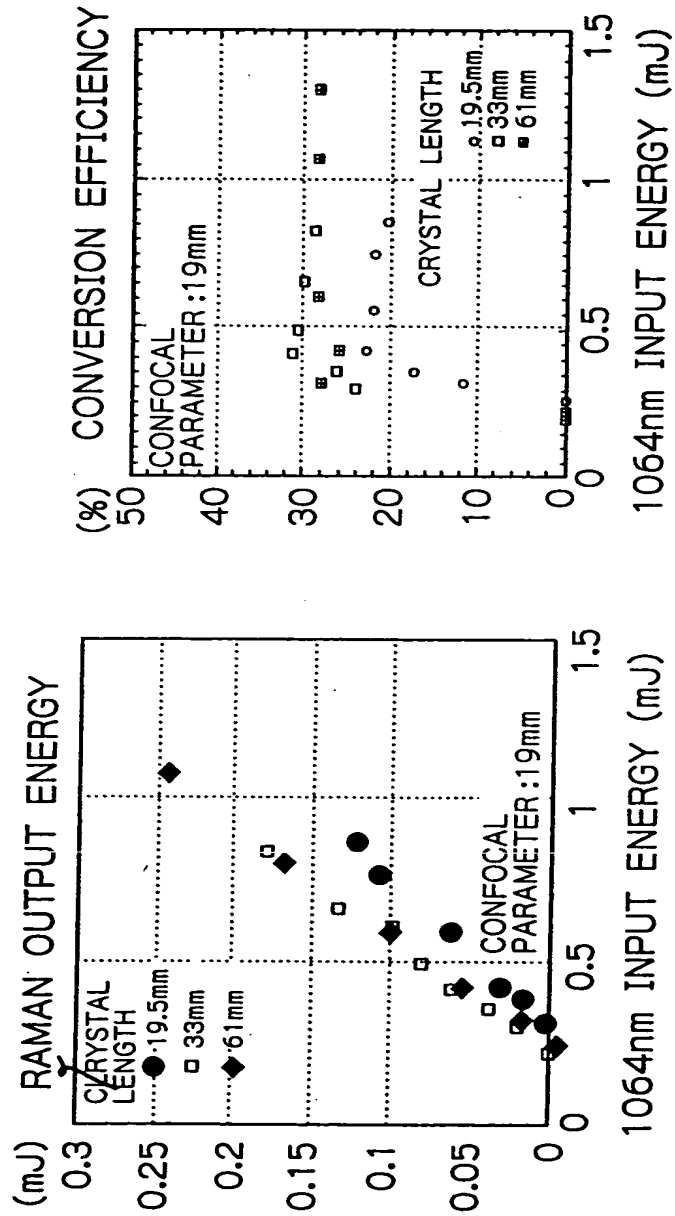 RAMAN OUTPUT ENERGY
(mJ)
0.3
0.25
0.2
0.15
0.1
0.05
0
CRYSTAL
LENGTH
19.5mm
33mm
61mm
CONFOCAL
PARAMETER:19mm
0
0.5
1
1.5
1064nm INPUT ENERGY (mJ)
CONVERSION EFFICIENCY
(%)
50
40
30
20
10
0
CONFOCAL
PARAMETER:19mm
CRYSTAL LENGTH
19.5mm
33mm
61mm
0
0.5
1
1.5
1064nm INPUT ENERGY (mJ)